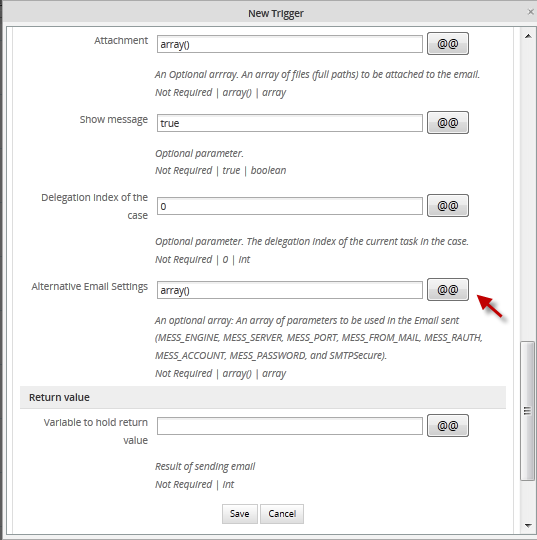 New Trigger
×
Attachment array() @@
An Optional arrray. An array of files (full paths) to be attached to the email.
Not Required | array() | array
Show message true @@
Optional parameter.
Not Required | true | boolean
Delegation index of the
case
0 @@
Optional parameter. The delegation index of the current task in the case.
Not Required | 0 | int
Alternative Email Settings array() @@
An optional array: An array of parameters to be used in the Email sent
(MESS_ENGINE, MESS_SERVER, MESS_PORT, MESS_FROM_MAIL, MESS_RAUTH,
MESS_ACCOUNT, MESS_PASSWORD, and SMTPSecure).
Not Required | array() | array
Return value
Variable to hold return
value
@@
Result of sending email
Not Required | int
Save Cancel